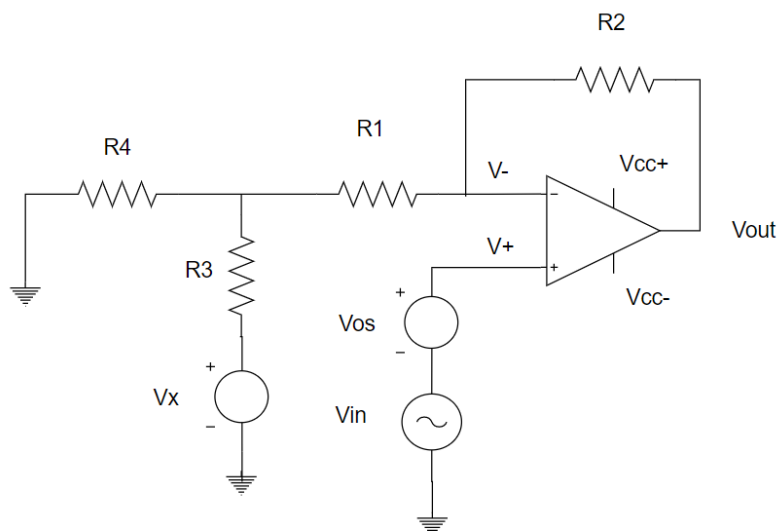 R2
R1
R4
V-
Vcc+
-
Vout
V+
+
R3
Vcc-
+
Vos
-
+
Vx
-
Vin